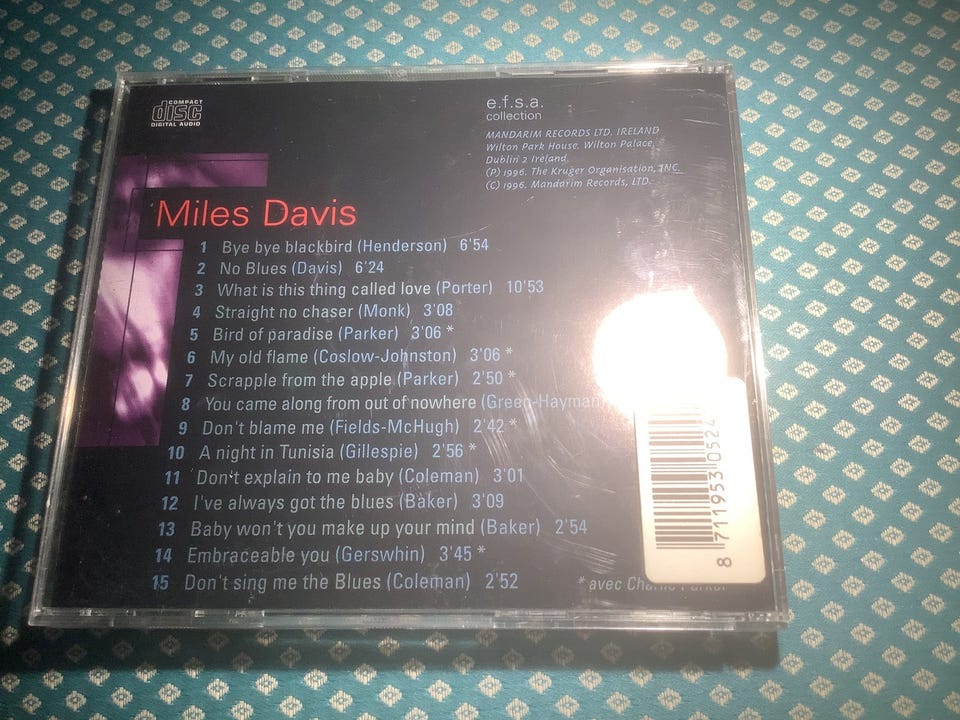 COMPACT
disc
DIGITAL AUDIO
e.f.s.a.
collection
MANDARIM RECORDS LTD. IRELAND
Wilton Park House. Wilton Palace
Dublin 2 Ireland.
(P) 1996. The Kruger Organisation, INC.
(C) 1996. Mandarim Records, LTD.
Miles Davis
1 Bye bye blackbird (Henderson) 6'54
2 No Blues (Davis) 6'24
3 What is this thing called love (Porter) 10'53
4 Straight no chaser (Monk) 3'08
5 Bird of paradise (Parker) 3'06 *
6 My old flame (Coslow-Johnston) 3'06 *
7 Scrapple from the apple (Parker) 2'50 *
8 You came along from out of nowhere (Green-Hayman)
9 Don't blame me (Fields-McHugh) 2'42 *
10 A night in Tunisia (Gillespie) 2'56 *
11 Don't explain to me baby (Coleman) 3'01
12 I've always got the blues (Baker) 3'09
13 Baby won't you make up your mind (Baker) 2'54
14 Embraceable you (Gerswhin) 3'45 *
15 Don't sing me the Blues (Coleman) 2'52
* avec Charlie Parker
8 711953 0524